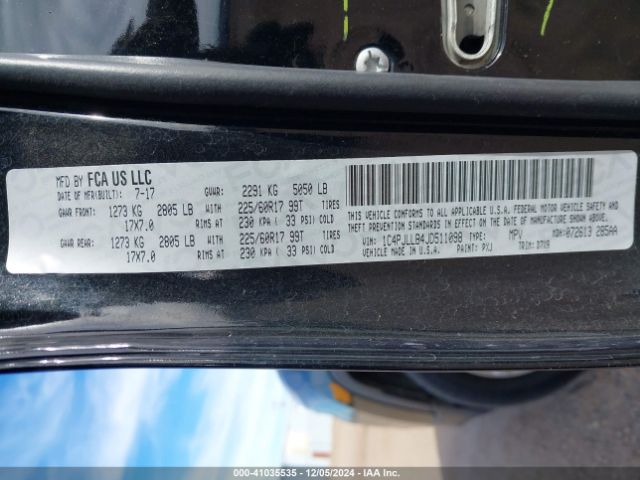 MFD BY FCA US LLC
DATE OF MFR(BUILT): 7-17 GVWR: 2291 KG 5050 LB
GAWR FRONT: 1273 KG 2805 LB WITH 225/60R17 99T TIRES
17X7.0 RIMS AT 230 KPA ( 33 PSI) COLD
GAWR REAR: 1273 KG 2805 LB WITH 225/60R17 99T TIRES
17X7.0 RIMS AT 230 KPA ( 33 PSI) COLD
THIS VEHICLE CONFORMS TO ALL APPLICABLE U.S.A. FEDERAL MOTOR VEHICLE SAFETY,
BUMPER, AND THEFT PREVENTION STANDARDS IN EFFECT ON THE DATE OF MANUFACTURE SHOWN ABOVE.
VIN: 1C4PJLLB4JD511098 TYPE: MPV MDH: 072613 285AA
VEHICLE MADE IN U.S.A. PAINT: PXJ TRIM:
000-41035535 12/05/2024 IAA Inc.